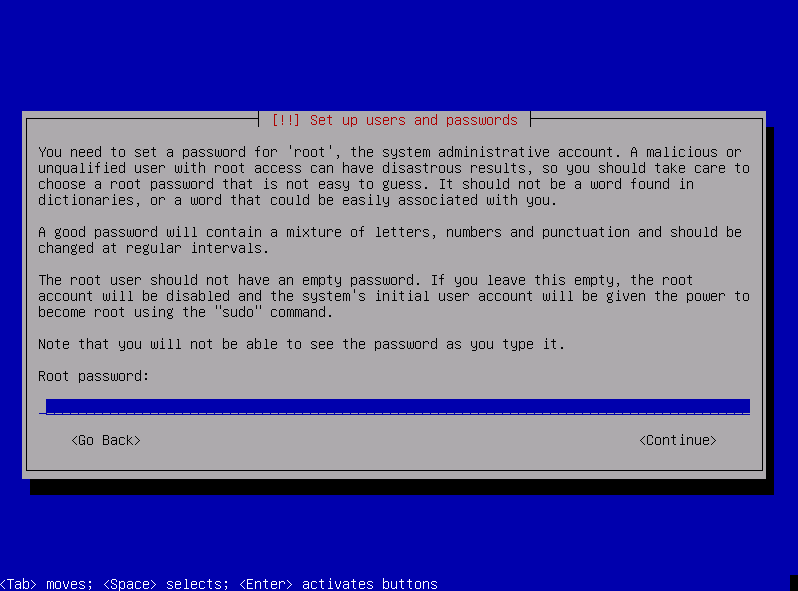 [!!] Set up users and passwords
You need to set a password for 'root', the system administrative account. A malicious or
unqualified user with root access can have disastrous results, so you should take care to
choose a root password that is not easy to guess. It should not be a word found in
dictionaries, or a word that could be easily associated with you.
A good password will contain a mixture of letters, numbers and punctuation and should be
changed at regular intervals.
The root user should not have an empty password. If you leave this empty, the root
account will be disabled and the system's initial user account will be given the power to
become root using the "sudo" command.
Note that you will not be able to see the password as you type it.
Root password:
<Go Back> <Continue>
<Tab> moves; <Space> selects; <Enter> activates buttons